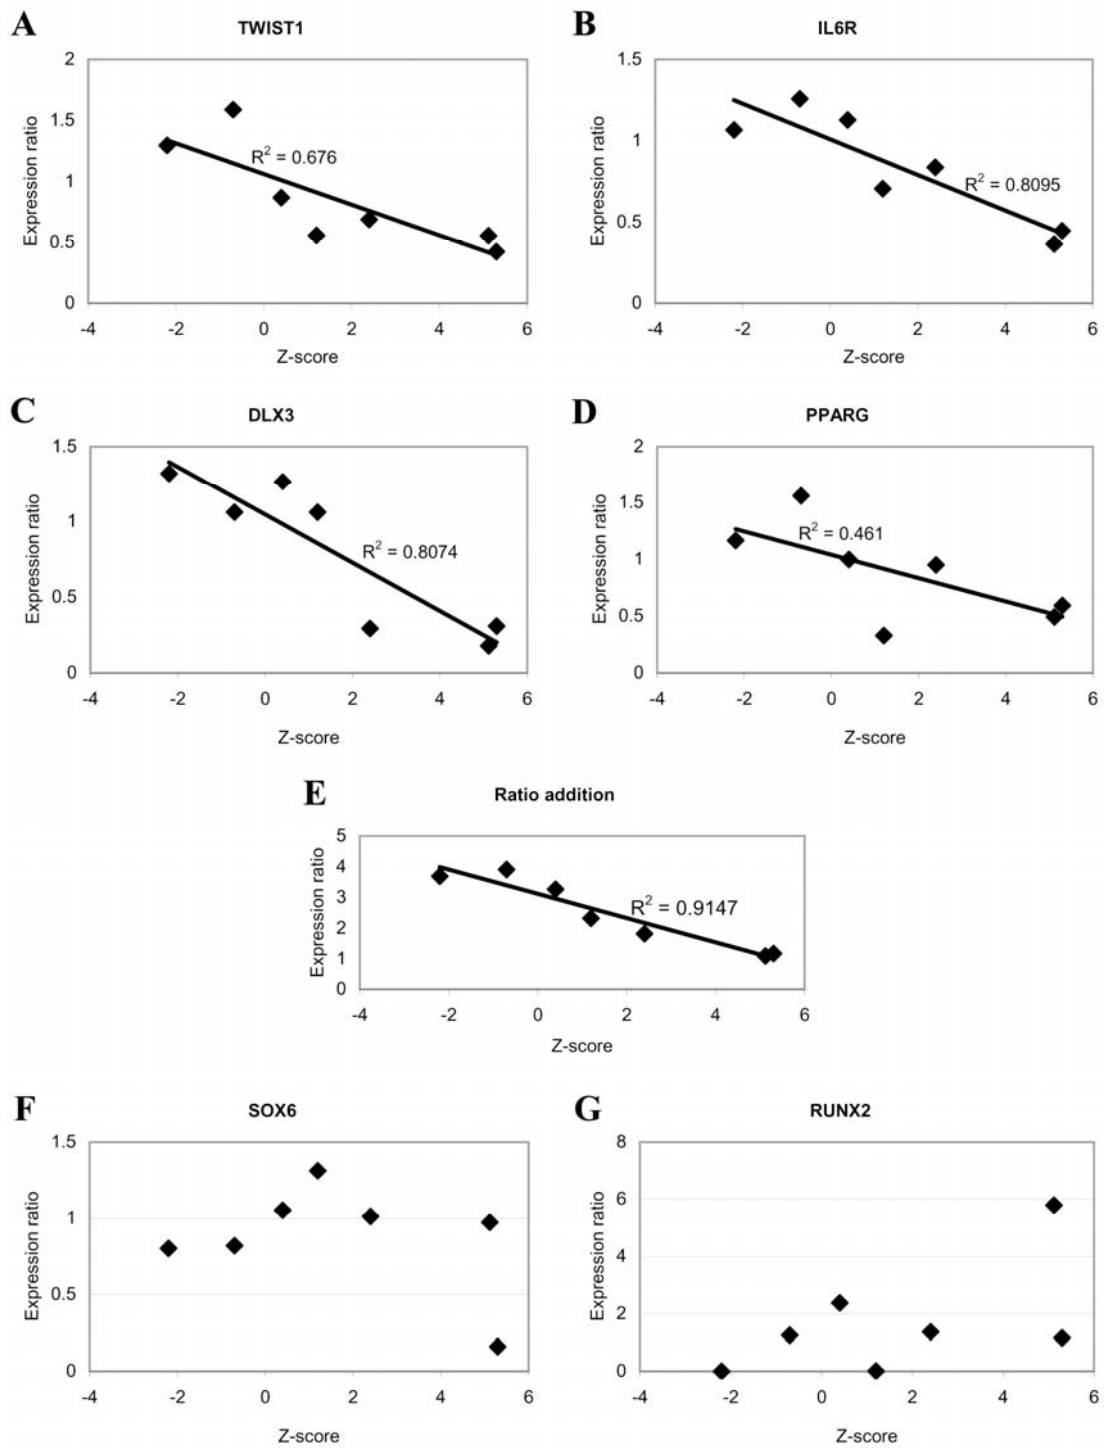 A
TWIST1
2
1.5
1
0.5
0
Expression ratio
R² = 0.676
-4 -2 0 2 4 6
Z-score
B
IL6R
1.5
1
0.5
0
Expression ratio
R² = 0.8095
-4 -2 0 2 4 6
Z-score
C
DLX3
1.5
1
0.5
0
Expression ratio
R² = 0.8074
-4 -2 0 2 4 6
Z-score
D
PPARG
2
1.5
1
0.5
0
Expression ratio
R² = 0.461
-4 -2 0 2 4 6
Z-score
E
Ratio addition
5
4
3
2
1
0
Expression ratio
R² = 0.9147
-4 -2 0 2 4 6
Z-score
F
SOX6
1.5
1
0.5
0
Expression ratio
-4 -2 0 2 4 6
Z-score
G
RUNX2
8
6
4
2
0
Expression ratio
-4 -2 0 2 4 6
Z-score